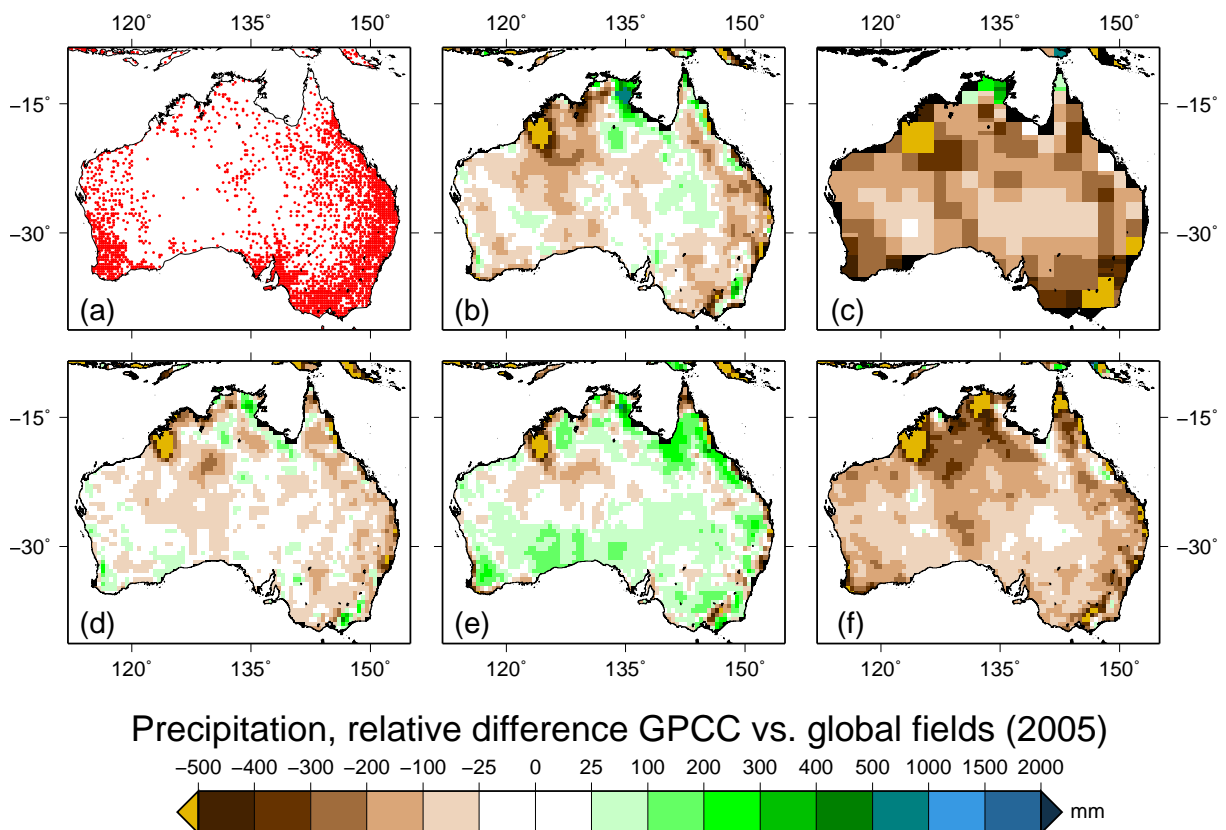 120˚ 135˚ 150˚ 120˚ 135˚ 150˚ 120˚ 135˚ 150˚
−15˚ −15˚
−30˚ −30˚
(a) (b) (c)
−15˚ −15˚
−30˚ −30˚
(d) (e) (f)
120˚ 135˚ 150˚ 120˚ 135˚ 150˚ 120˚ 135˚ 150˚
Precipitation, relative difference GPCC vs. global fields (2005)
−500 −400 −300 −200 −100 −25 0 25 100 200 300 400 500 1000 1500 2000
mm